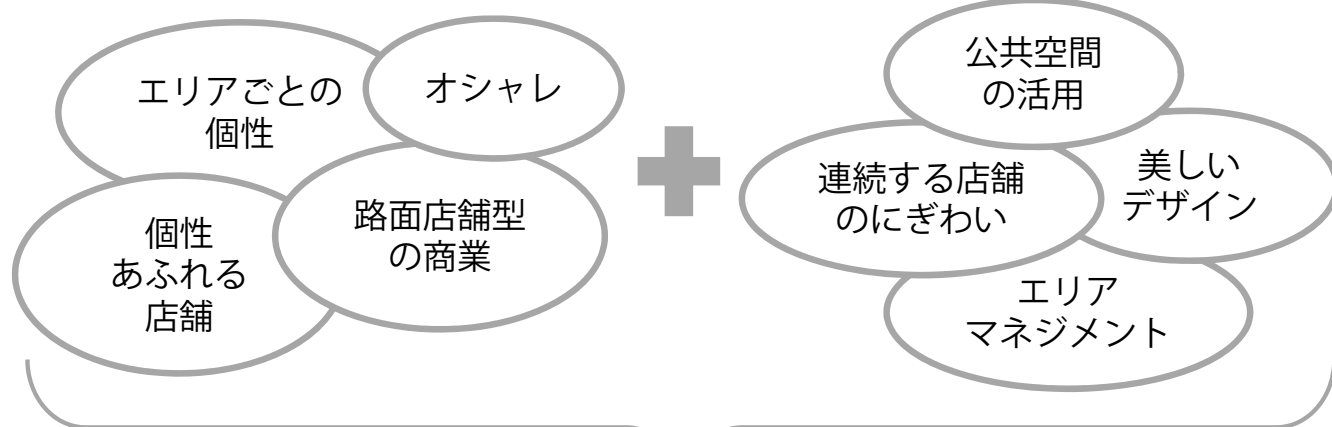 エリアごとの
個性
オシャレ
個性
あふれる
店舗
路面店舗型
の商業
公共空間
の活用
連続する店舗
のにぎわい
美しい
デザイン
エリア
マネジメント